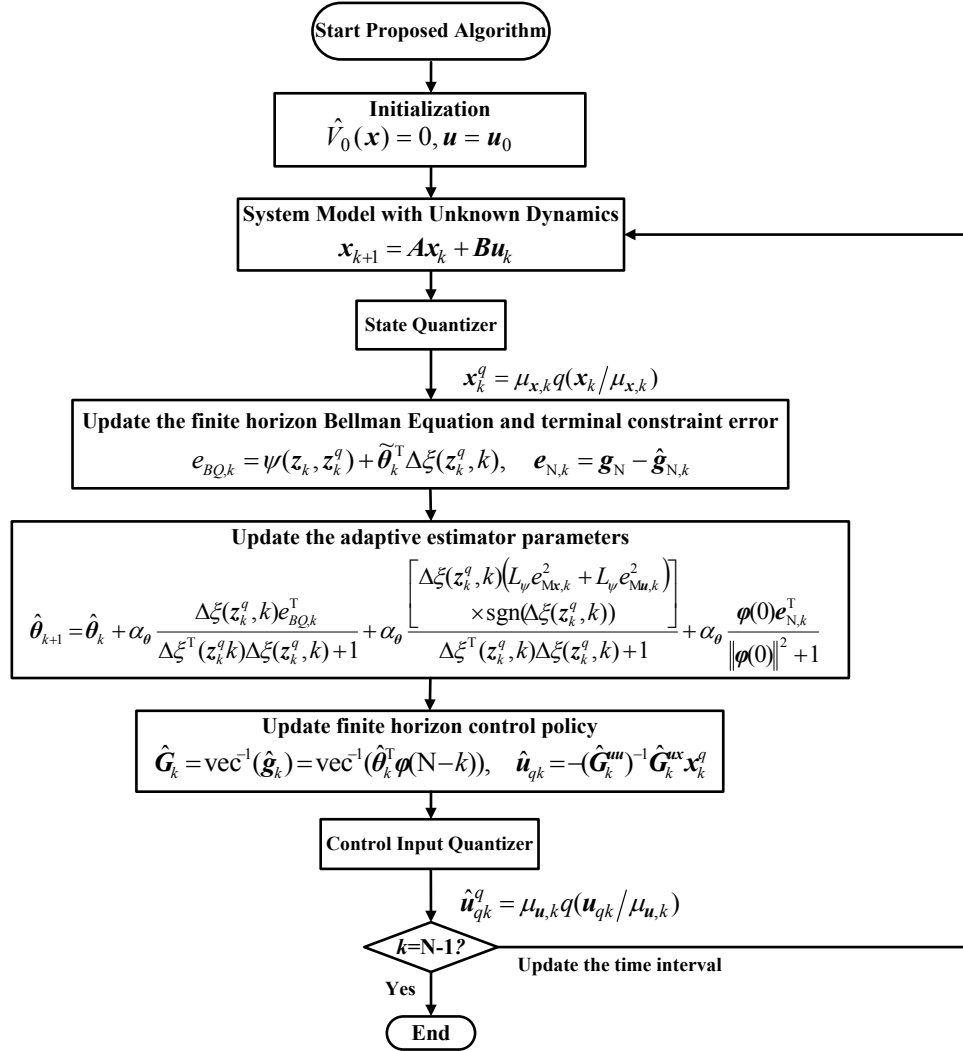 Start Proposed Algorithm
Initialization
V̂₀(x) = 0, u = u₀
System Model with Unknown Dynamics
x_{k+1} = Ax_k + Bu_k
State Quantizer
x_k^q = μ_{x,k} q(x_k/μ_{x,k})
Update the finite horizon Bellman Equation and terminal constraint error
e_{BQ,k} = ψ(z_k, z_k^q) + θ̃_k^T Δξ(z_k^q, k), e_{N,k} = g_N − ĝ_{N,k}
Update the adaptive estimator parameters
θ̂_{k+1} = θ̂_k + α_θ \frac{Δξ(z_k^q, k)e_{BQ,k}^T}{Δξ^T(z_k^q k)Δξ(z_k^q, k) + 1} + α_θ \frac{[Δξ(z_k^q, k)(L_ψ e_{Mx,k}^2 + L_ψ e_{Mu,k}^2) × sgn(Δξ(z_k^q, k))]}{Δξ^T(z_k^q, k)Δξ(z_k^q, k) + 1} + α_θ \frac{φ(0)e_{N,k}^T}{‖φ(0)‖^2 + 1}
Update finite horizon control policy
Ĝ_k = vec^{-1}(ĝ_k) = vec^{-1}(θ̂_k^T φ(N−k)), û_{qk} = −(Ĝ_k^{uu})^{-1} Ĝ_k^{ux} x_k^q
Control Input Quantizer
û_{qk}^q = μ_{u,k} q(u_{qk}/μ_{u,k})
k=N-1?
Update the time interval
Yes
End